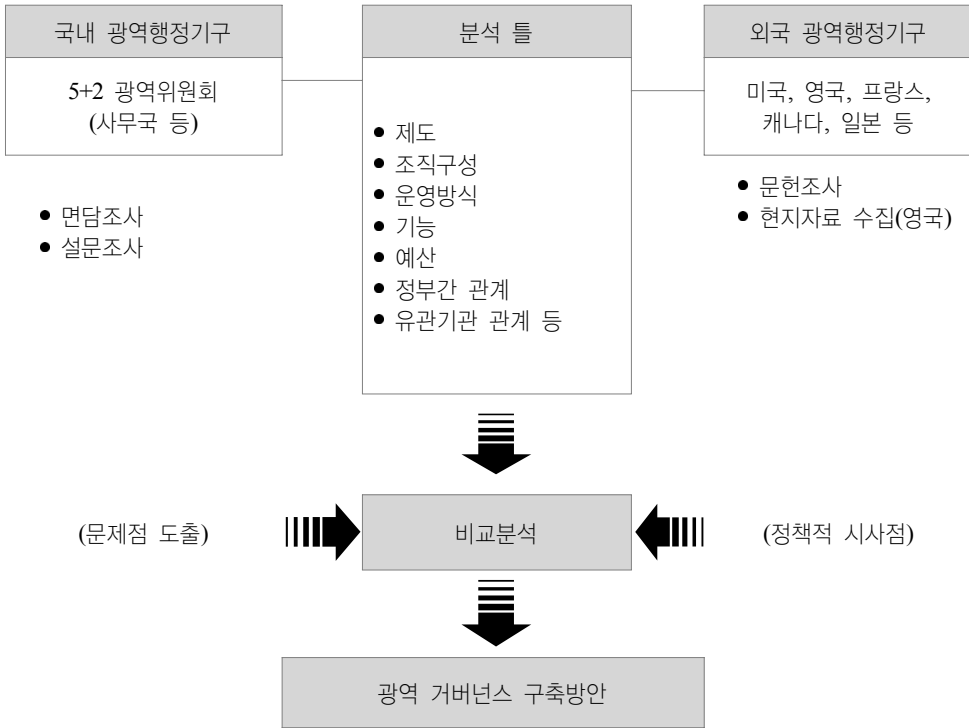 국내 광역행정기구
5+2 광역위원회
(사무국 등)
● 면담조사
● 설문조사
분석 틀
● 제도
● 조직구성
● 운영방식
● 기능
● 예산
● 정부간 관계
● 유관기관 관계 등
외국 광역행정기구
미국, 영국, 프랑스,
캐나다, 일본 등
● 문헌조사
● 현지자료 수집(영국)
(문제점 도출)
비교분석
(정책적 시사점)
광역 거버넌스 구축방안